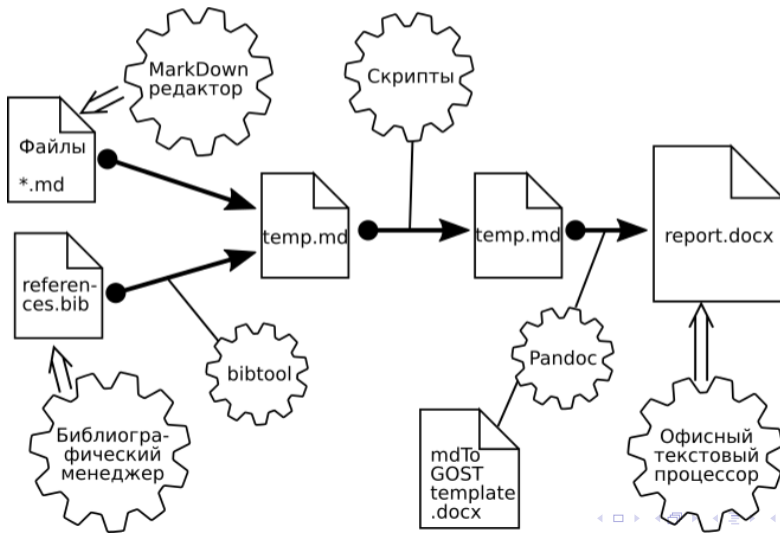 MarkDown
редактор
Скрипты
Файлы
*.md
temp.md
temp.md
report.docx
referen-
ces.bib
bibtool
Pandoc
Библиогра-
фический
менеджер
mdTo
GOST
template
.docx
Офисный
текстовый
процессор